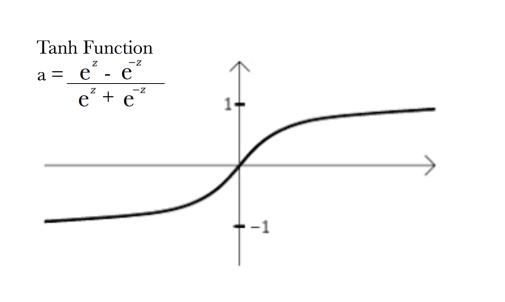 Tanh Function
a = e^z - e^-z
e^z + e^-z
1
-1